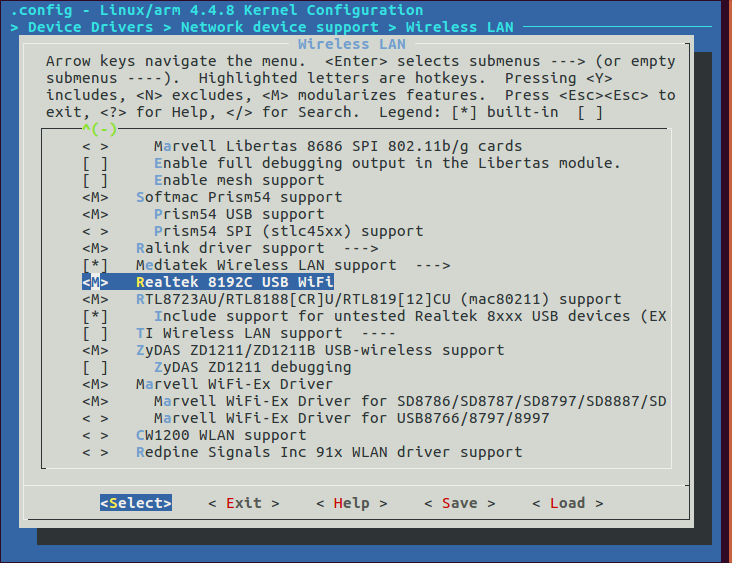 .config - Linux/arm 4.4.8 Kernel Configuration
> Device Drivers > Network device support > Wireless LAN
Wireless LAN
Arrow keys navigate the menu.  <Enter> selects submenus ---> (or empty
submenus ----).  Highlighted letters are hotkeys.  Pressing <Y>
includes, <N> excludes, <M> modularizes features.  Press <Esc><Esc> to
exit, <?> for Help, </> for Search.  Legend: [*] built-in  [ ]
^(-)
< >     Marvell Libertas 8686 SPI 802.11b/g cards
[ ]     Enable full debugging output in the Libertas module.
[ ]     Enable mesh support
<M>   Softmac Prism54 support
<M>     Prism54 USB support
< >     Prism54 SPI (stlc45xx) support
<M>   Ralink driver support  --->
[*]   Mediatek Wireless LAN support  --->
<M>   Realtek 8192C USB WiFi
<M>   RTL8723AU/RTL8188[CR]U/RTL819[12]CU (mac80211) support
[*]     Include support for untested Realtek 8xxx USB devices (EX
[ ]   TI Wireless LAN support  ----
<M>   ZyDAS ZD1211/ZD1211B USB-wireless support
[ ]     ZyDAS ZD1211 debugging
<M>   Marvell WiFi-Ex Driver
<M>     Marvell WiFi-Ex Driver for SD8786/SD8787/SD8797/SD8887/SD
< >     Marvell WiFi-Ex Driver for USB8766/8797/8997
< >   CW1200 WLAN support
< >   Redpine Signals Inc 91x WLAN driver support
<Select>    < Exit >    < Help >    < Save >    < Load >